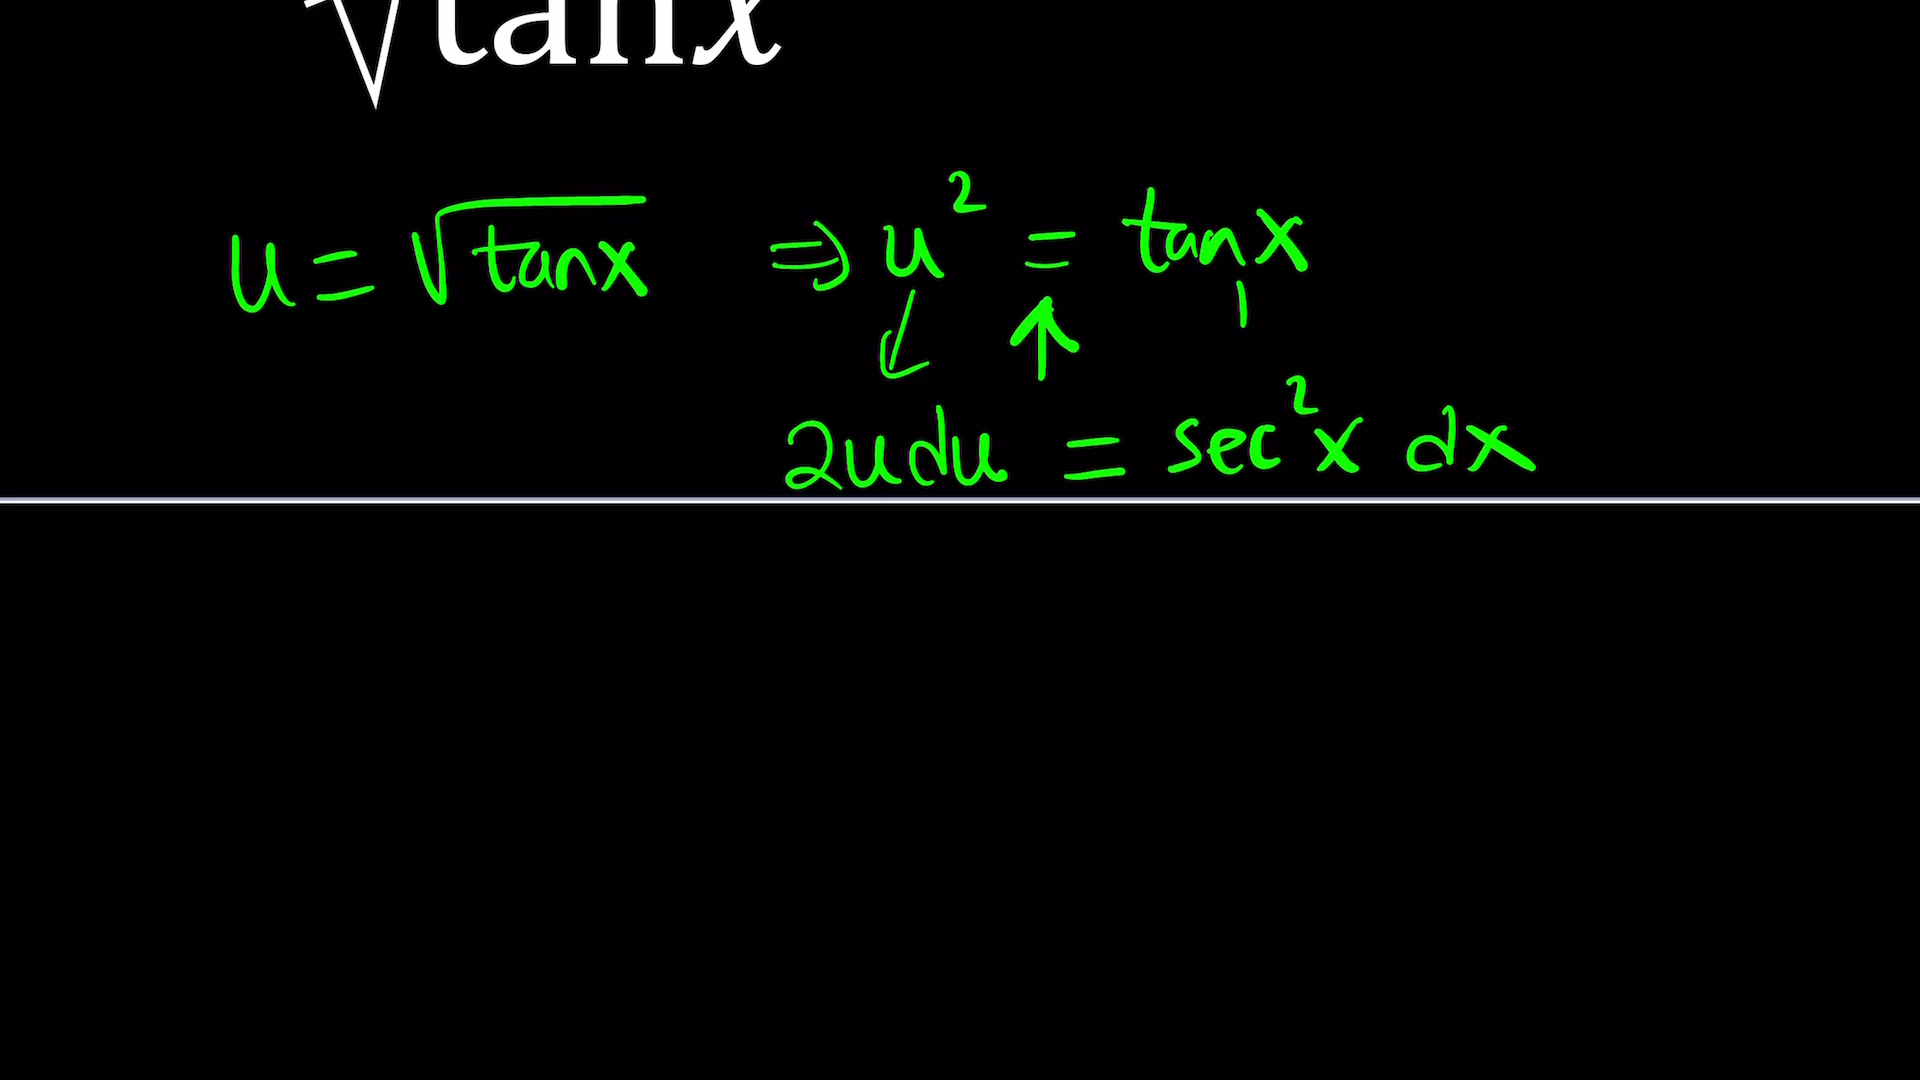 √tanx
u = √tanx ⇒ u² = tanx
2udu = sec²x dx